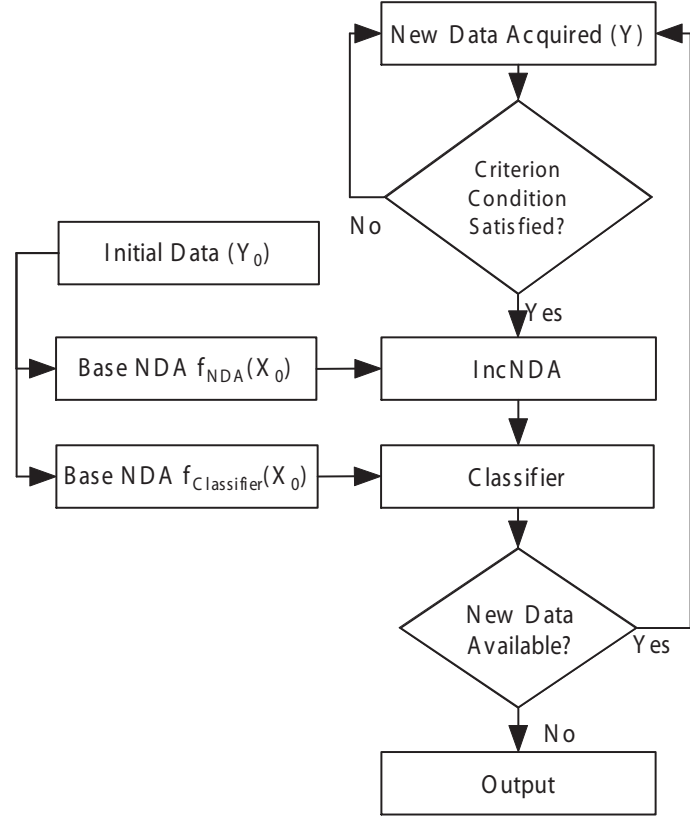 New Data Acquired (Y)
Criterion
Condition
Satisfied?
No
Yes
Initial Data (Y0)
Base NDA fNDA(X0)
IncNDA
Base NDA fClassifier(X0)
Classifier
New Data
Available?
Yes
No
Output